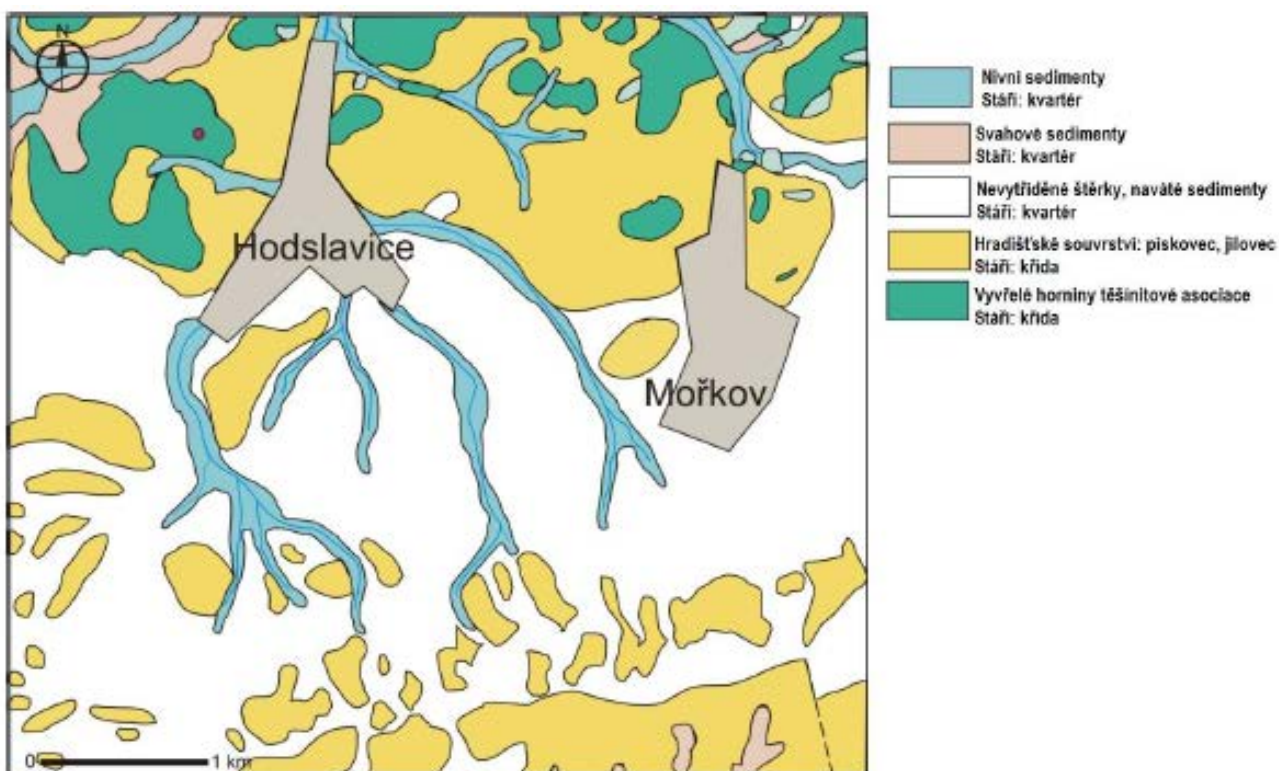 N
Hodslavice
Mořkov
0 1 km
Nivní sedimenty
Stáří: kvartér
Svahové sedimenty
Stáří: kvartér
Nevytříděné štěrky, naváté sedimenty
Stáří: kvartér
Hradišťské souvrství: pískovec, jílovec
Stáří: křída
Vyvřelé horniny těšínitové asociace
Stáří: křída